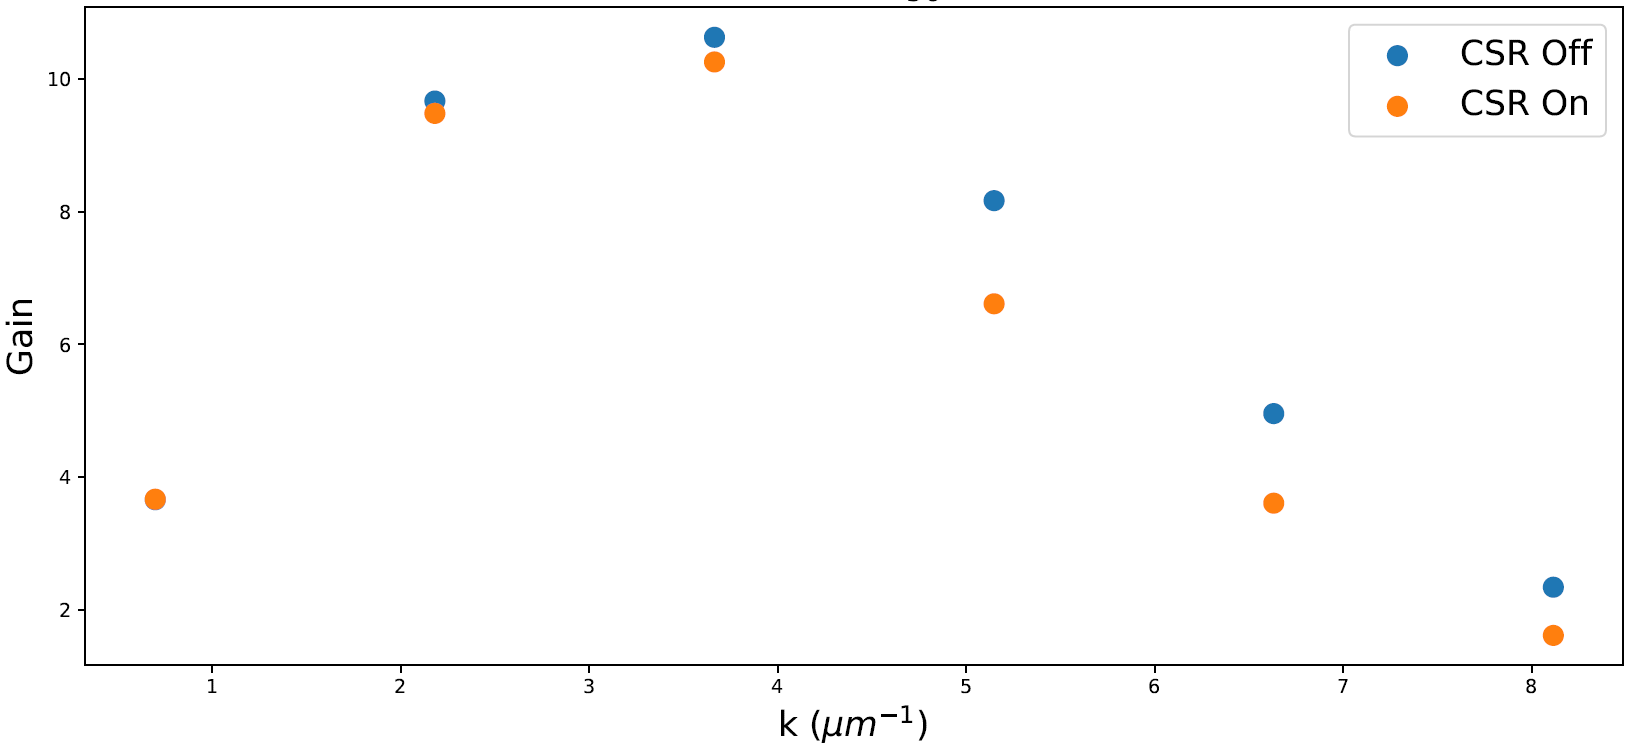 CSR Off
CSR On
Gain
10
8
6
4
2
1 2 3 4 5 6 7 8
k (μm⁻¹)